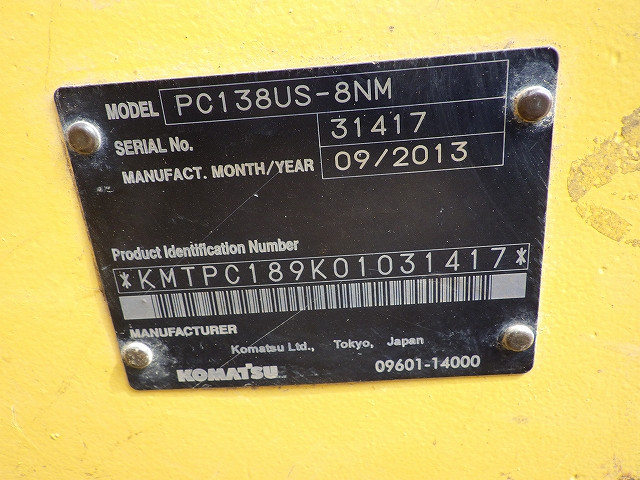 MODEL PC138US-8NM
SERIAL No. 31417
MANUFACT. MONTH/YEAR 09/2013
Product Identification Number
*KMTPC189K01031417*
MANUFACTURER
Komatsu Ltd., Tokyo, Japan
KOMATSU 09601-14000